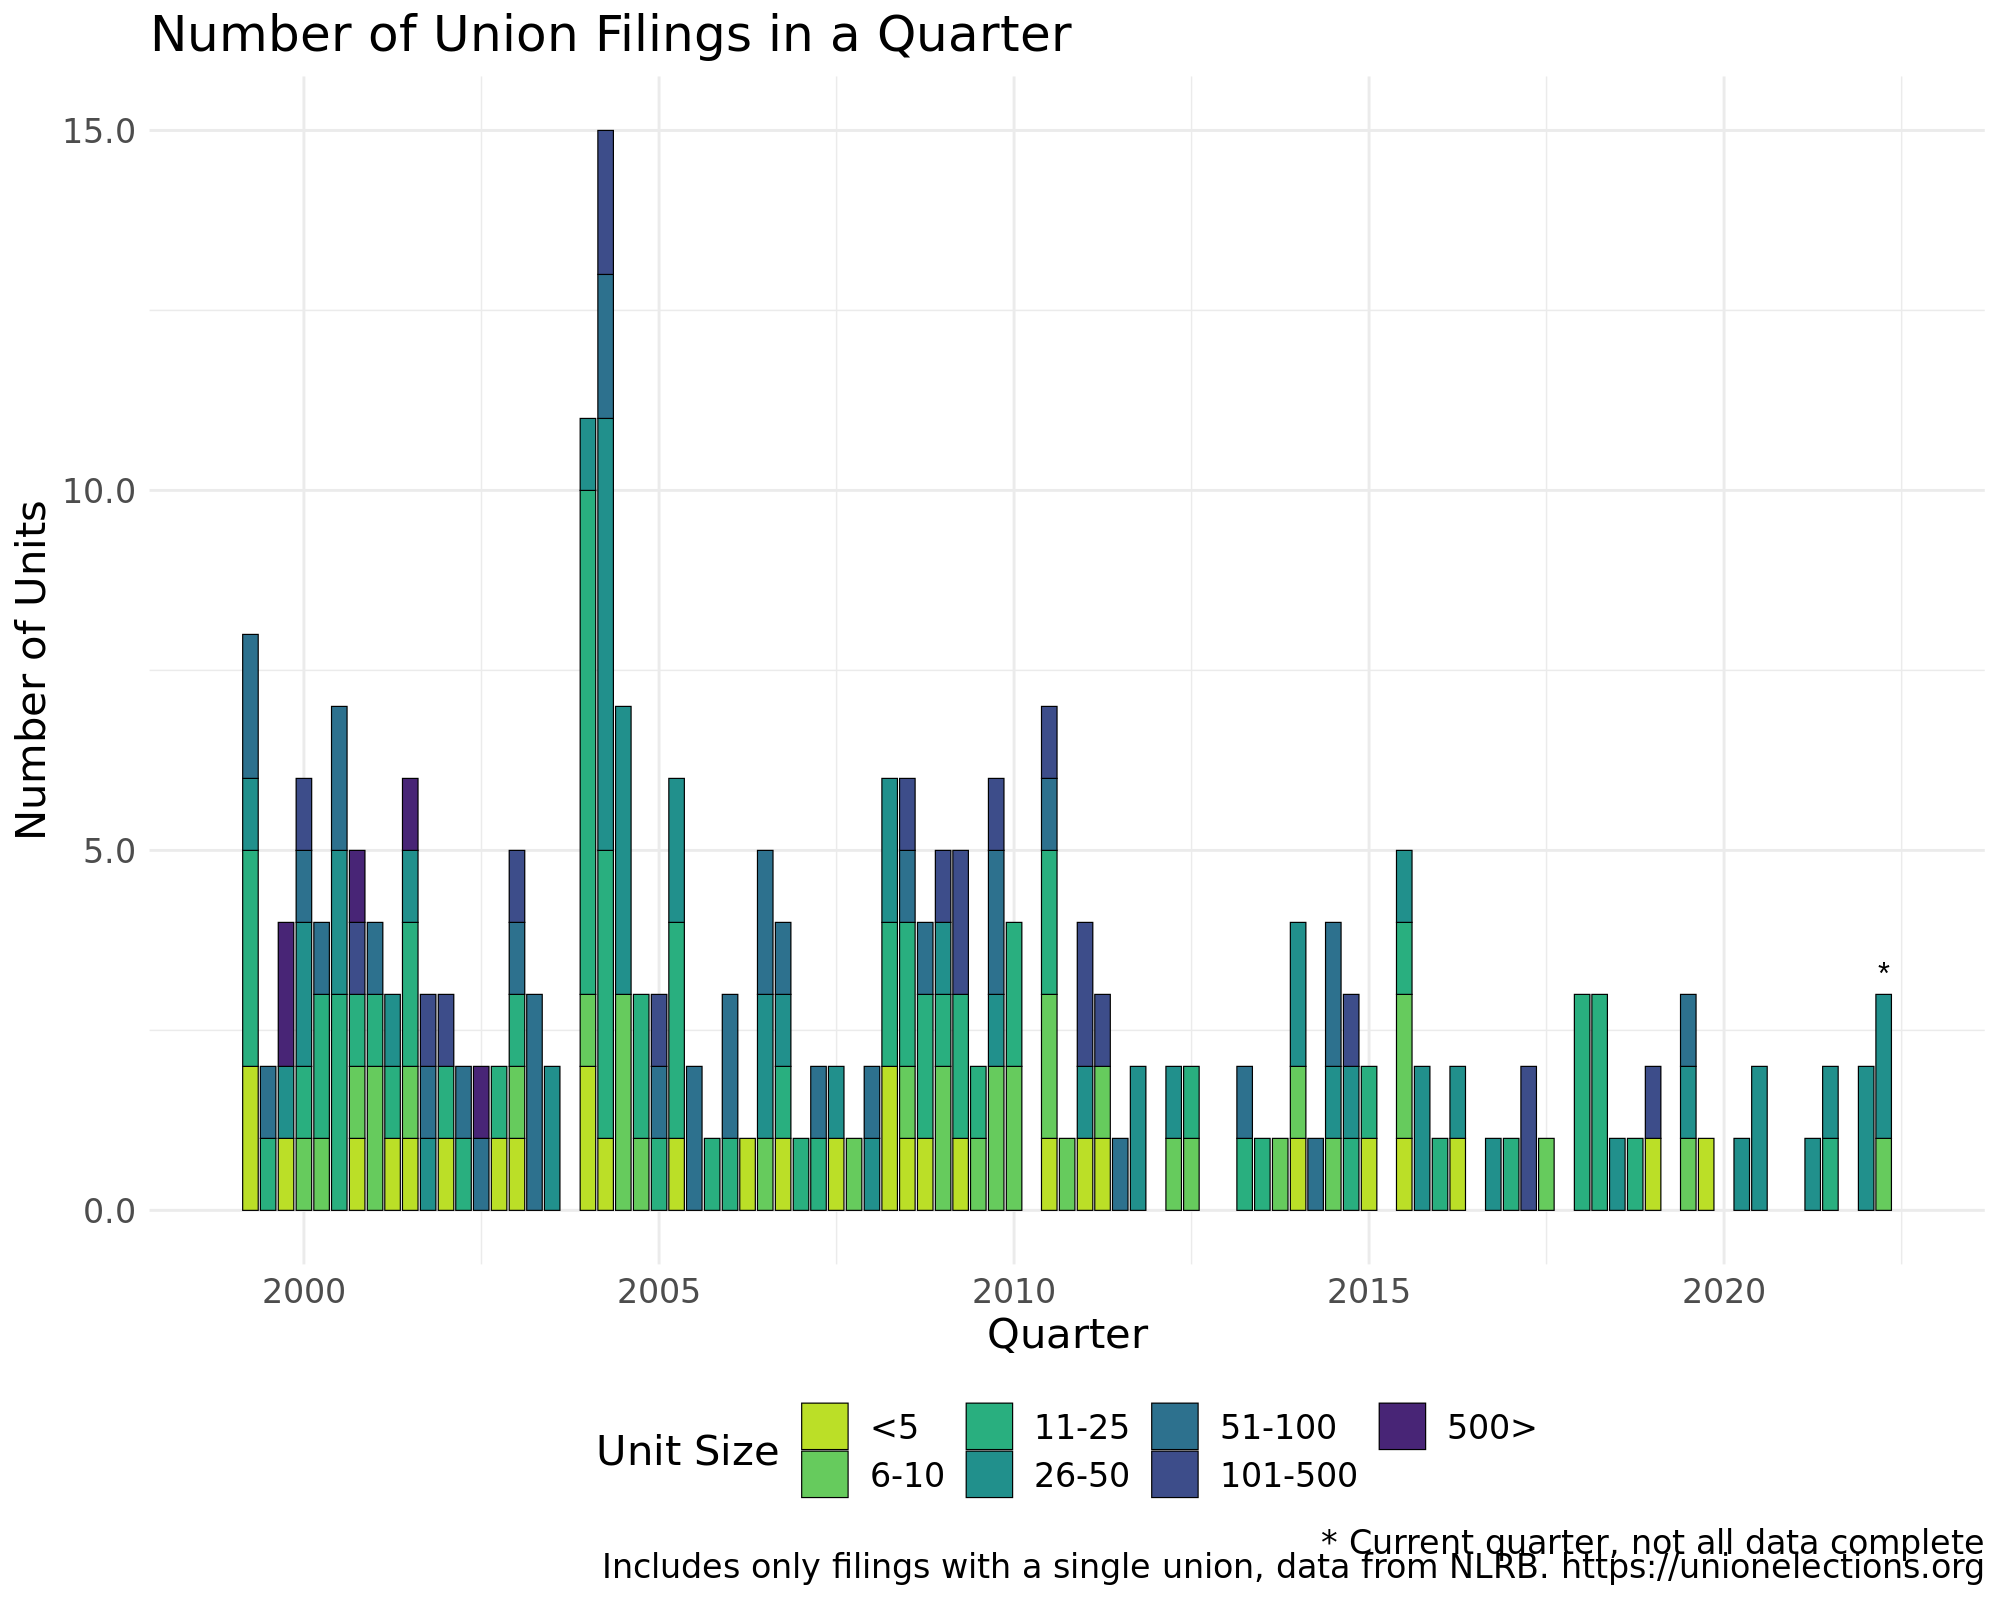 Number of Union Filings in a Quarter
15.0
10.0
5.0
0.0
Number of Units
*
2000 2005 2010 2015 2020
Quarter
Unit Size
<5 11-25 51-100 500>
6-10 26-50 101-500
* Current quarter, not all data complete
Includes only filings with a single union, data from NLRB. https://unionelections.org